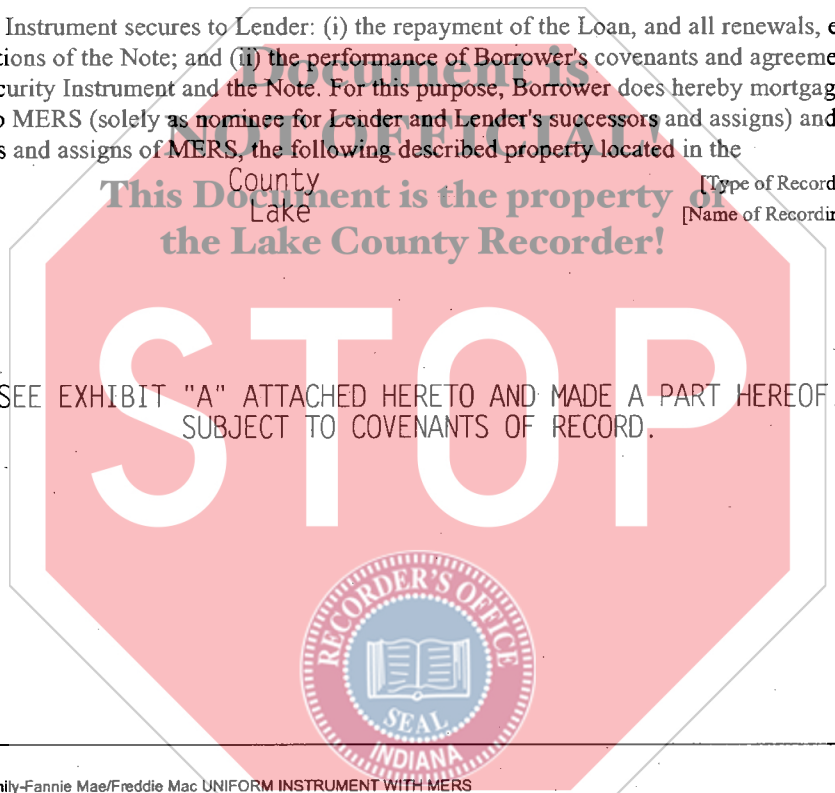 Instrument secures to Lender: (i) the repayment of the Loan, and all renewals, e
tions of the Note; and (ii) the performance of Borrower's covenants and agreeme
curity Instrument and the Note. For this purpose, Borrower does hereby mortgag
o MERS (solely as nominee for Lender and Lender's successors and assigns) and
s and assigns of MERS, the following described property located in the
County [Type of Record
Lake [Name of Recordin
Document is
NOT OFFICIAL!
This Document is the property of
the Lake County Recorder!
STOP
SEE EXHIBIT "A" ATTACHED HERETO AND MADE A PART HEREOF.
SUBJECT TO COVENANTS OF RECORD.
RECORDER'S OFFICE
SEAL
INDIANA
mily-Fannie Mae/Freddie Mac UNIFORM INSTRUMENT WITH MERS